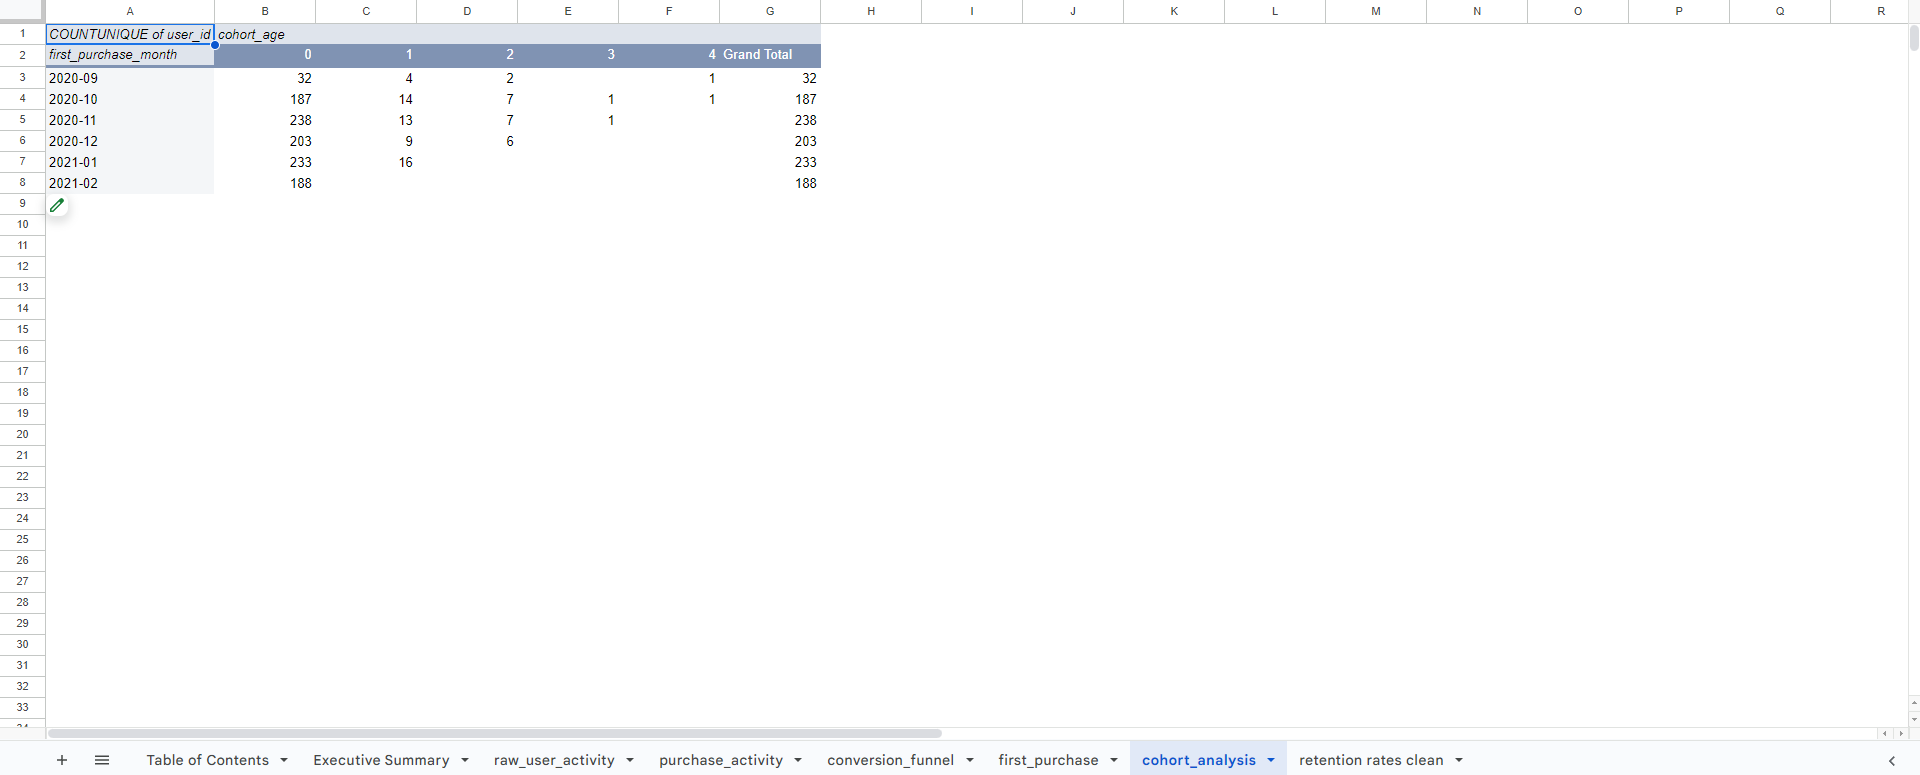 A B C D E F G H I J K L M N O P Q R
1 COUNTUNIQUE of user_id cohort_age
2 first_purchase_month 0 1 2 3 4 Grand Total
3 2020-09 32 4 2 1 32
4 2020-10 187 14 7 1 1 187
5 2020-11 238 13 7 1 238
6 2020-12 203 9 6 203
7 2021-01 233 16 233
8 2021-02 188 188
9
10
11
12
13
14
15
16
17
18
19
20
21
22
23
24
25
26
27
28
29
30
31
32
33
Table of Contents Executive Summary raw_user_activity purchase_activity conversion_funnel first_purchase cohort_analysis retention rates clean